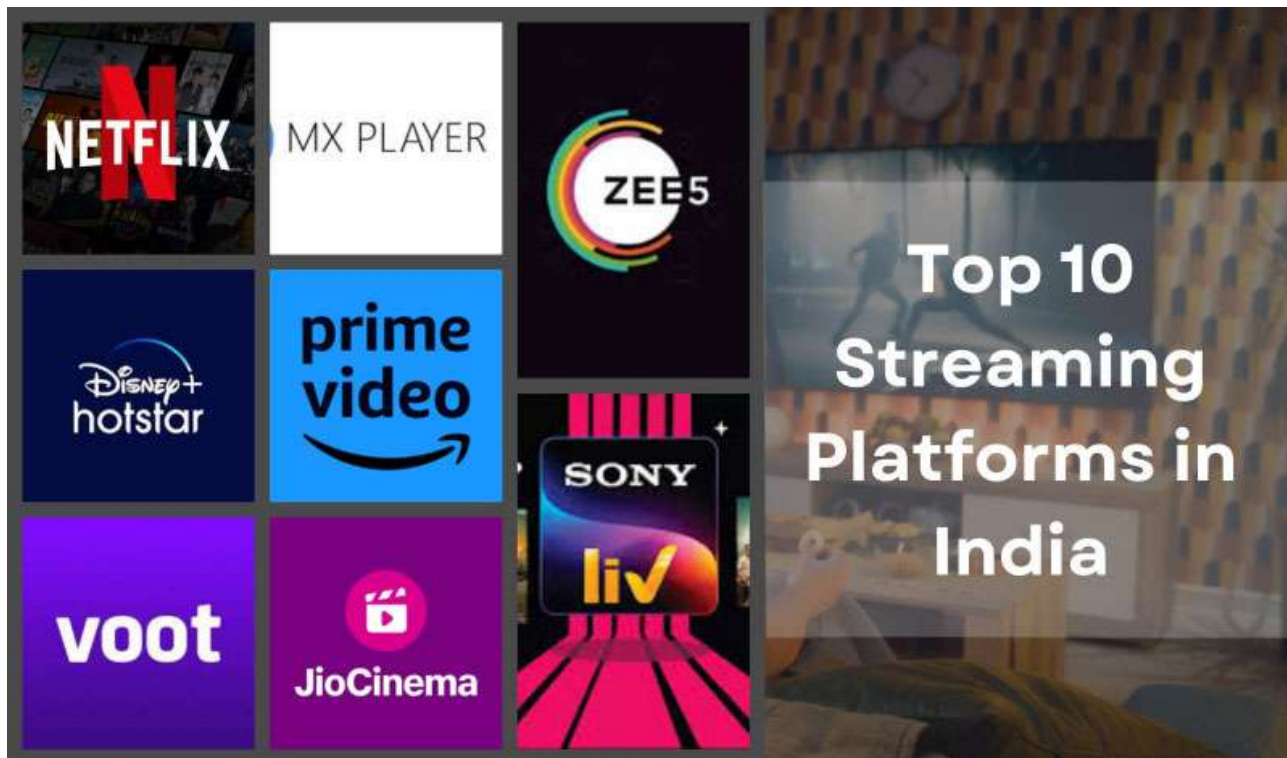 NETFLIX
MX PLAYER
ZEE5
Disney+
hotstar
prime
video
SONY
liv
voot
JioCinema
Top 10
Streaming
Platforms in
India